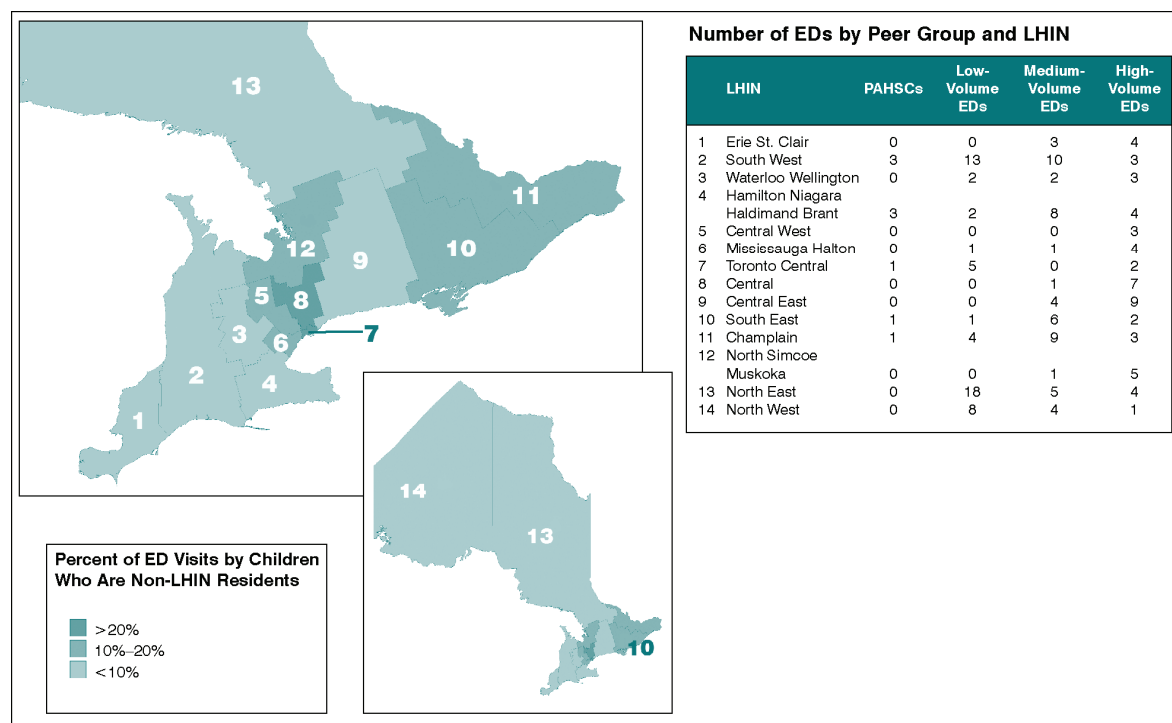 13
11
10
12
9
5
8
3
6
7
2
4
1
14
13
10
Percent of ED Visits by Children
Who Are Non-LHIN Residents
>20%
10%–20%
<10%
Number of EDs by Peer Group and LHIN
LHIN PAHSCs Low-Volume EDs Medium-Volume EDs High-Volume EDs
1 Erie St. Clair 0 0 3 4
2 South West 3 13 10 3
3 Waterloo Wellington 0 2 2 3
4 Hamilton Niagara
Haldimand Brant 3 2 8 4
5 Central West 0 0 0 3
6 Mississauga Halton 0 1 1 4
7 Toronto Central 1 5 0 2
8 Central 0 0 1 7
9 Central East 0 0 4 9
10 South East 1 1 6 2
11 Champlain 1 4 9 3
12 North Simcoe
Muskoka 0 0 1 5
13 North East 0 18 5 4
14 North West 0 8 4 1